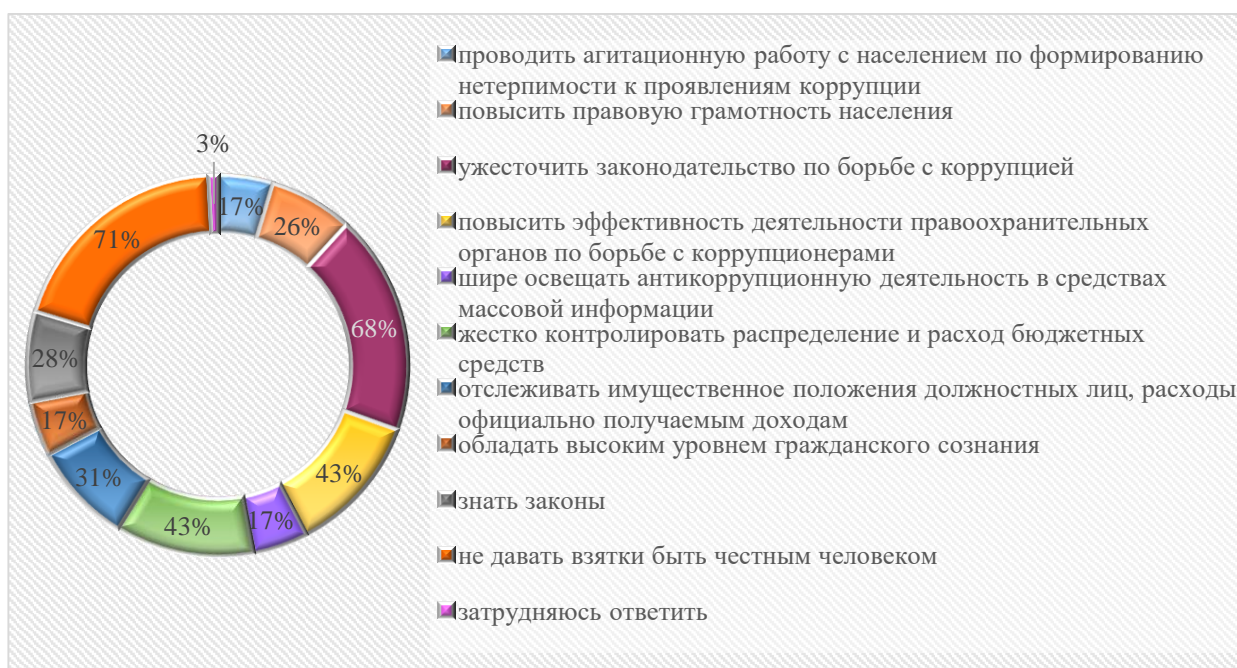 проводить агитационную работу с населением по формированию
нетерпимости к проявлениям коррупции
повысить правовую грамотность населения
ужесточить законодательство по борьбе с коррупцией
повысить эффективность деятельности правоохранительных
органов по борьбе с коррупционерами
шире освещать антикоррупционную деятельность в средствах
массовой информации
жестко контролировать распределение и расход бюджетных
средств
отслеживать имущественное положения должностных лиц, расходы
официально получаемым доходам
обладать высоким уровнем гражданского сознания
знать законы
не давать взятки быть честным человеком
затрудняюсь ответить
3%
17%
26%
68%
43%
17%
43%
31%
17%
28%
71%